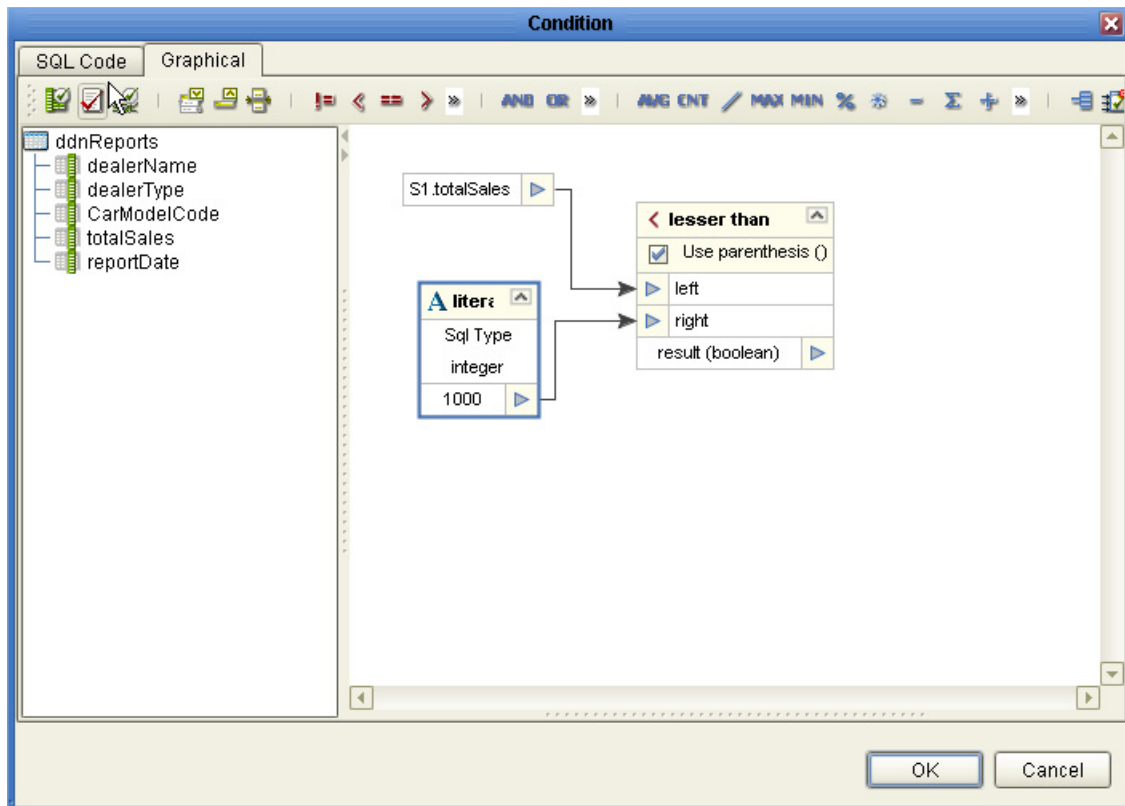 Condition
SQL Code Graphical
!= < == > » AND OR » AVG CNT / MAX MIN % * - Σ + »
ddnReports
dealerName
dealerType
CarModelCode
totalSales
reportDate
S1.totalSales
< lesser than
Use parenthesis ()
left
right
result (boolean)
A litera
Sql Type
integer
1000
OK Cancel